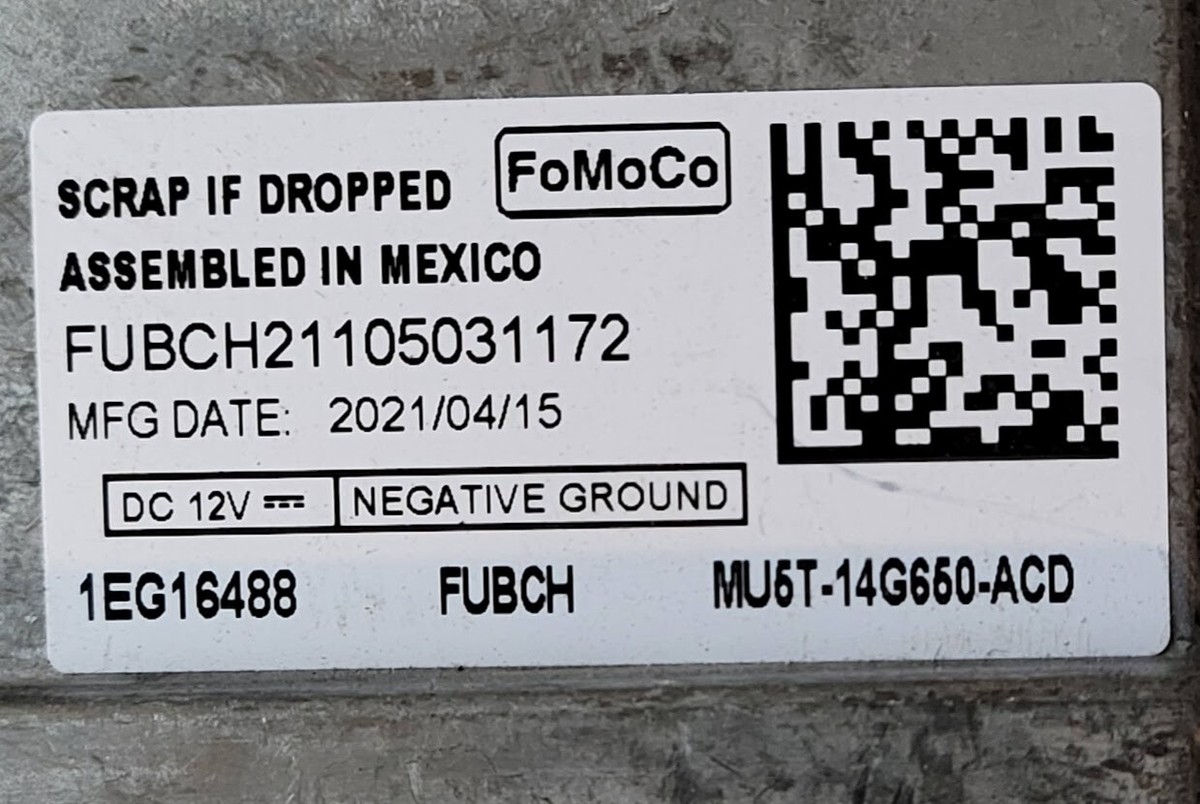 FoMoCo
SCRAP IF DROPPED
ASSEMBLED IN MEXICO
FUBCH21105031172
MFG DATE: 2021/04/15
DC 12V NEGATIVE GROUND
1EG16488 FUBCH MU5T-14G650-ACD